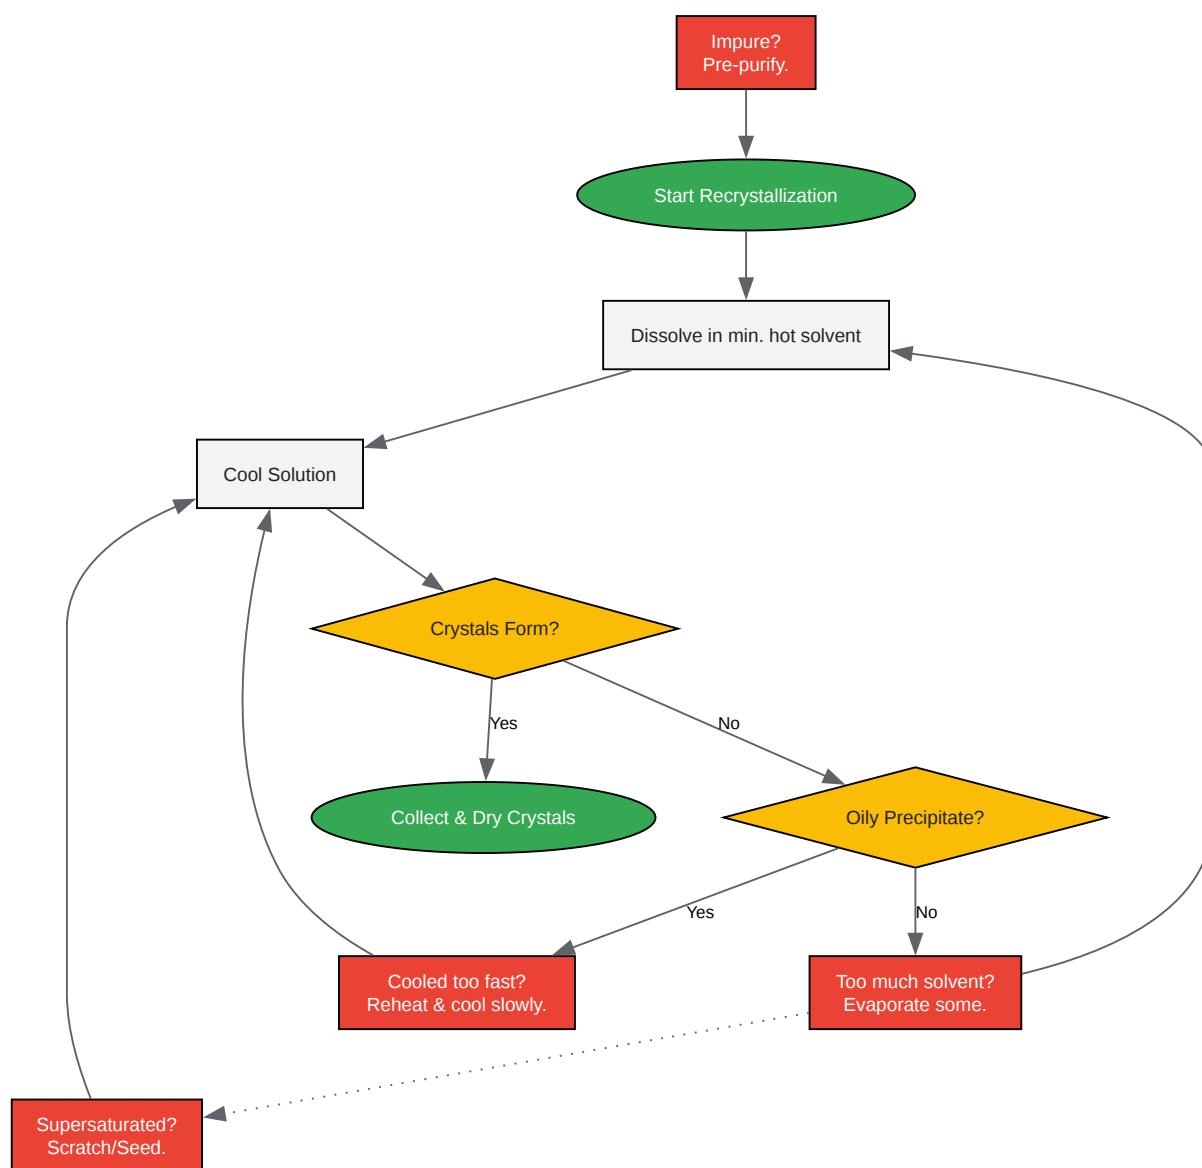 Impure?
Pre-purify.
Start Recrystallization
Dissolve in min. hot solvent
Cool Solution
Crystals Form?
Yes
No
Collect & Dry Crystals
Oily Precipitate?
Yes
No
Cooled too fast?
Reheat & cool slowly.
Too much solvent?
Evaporate some.
Supersaturated?
Scratch/Seed.